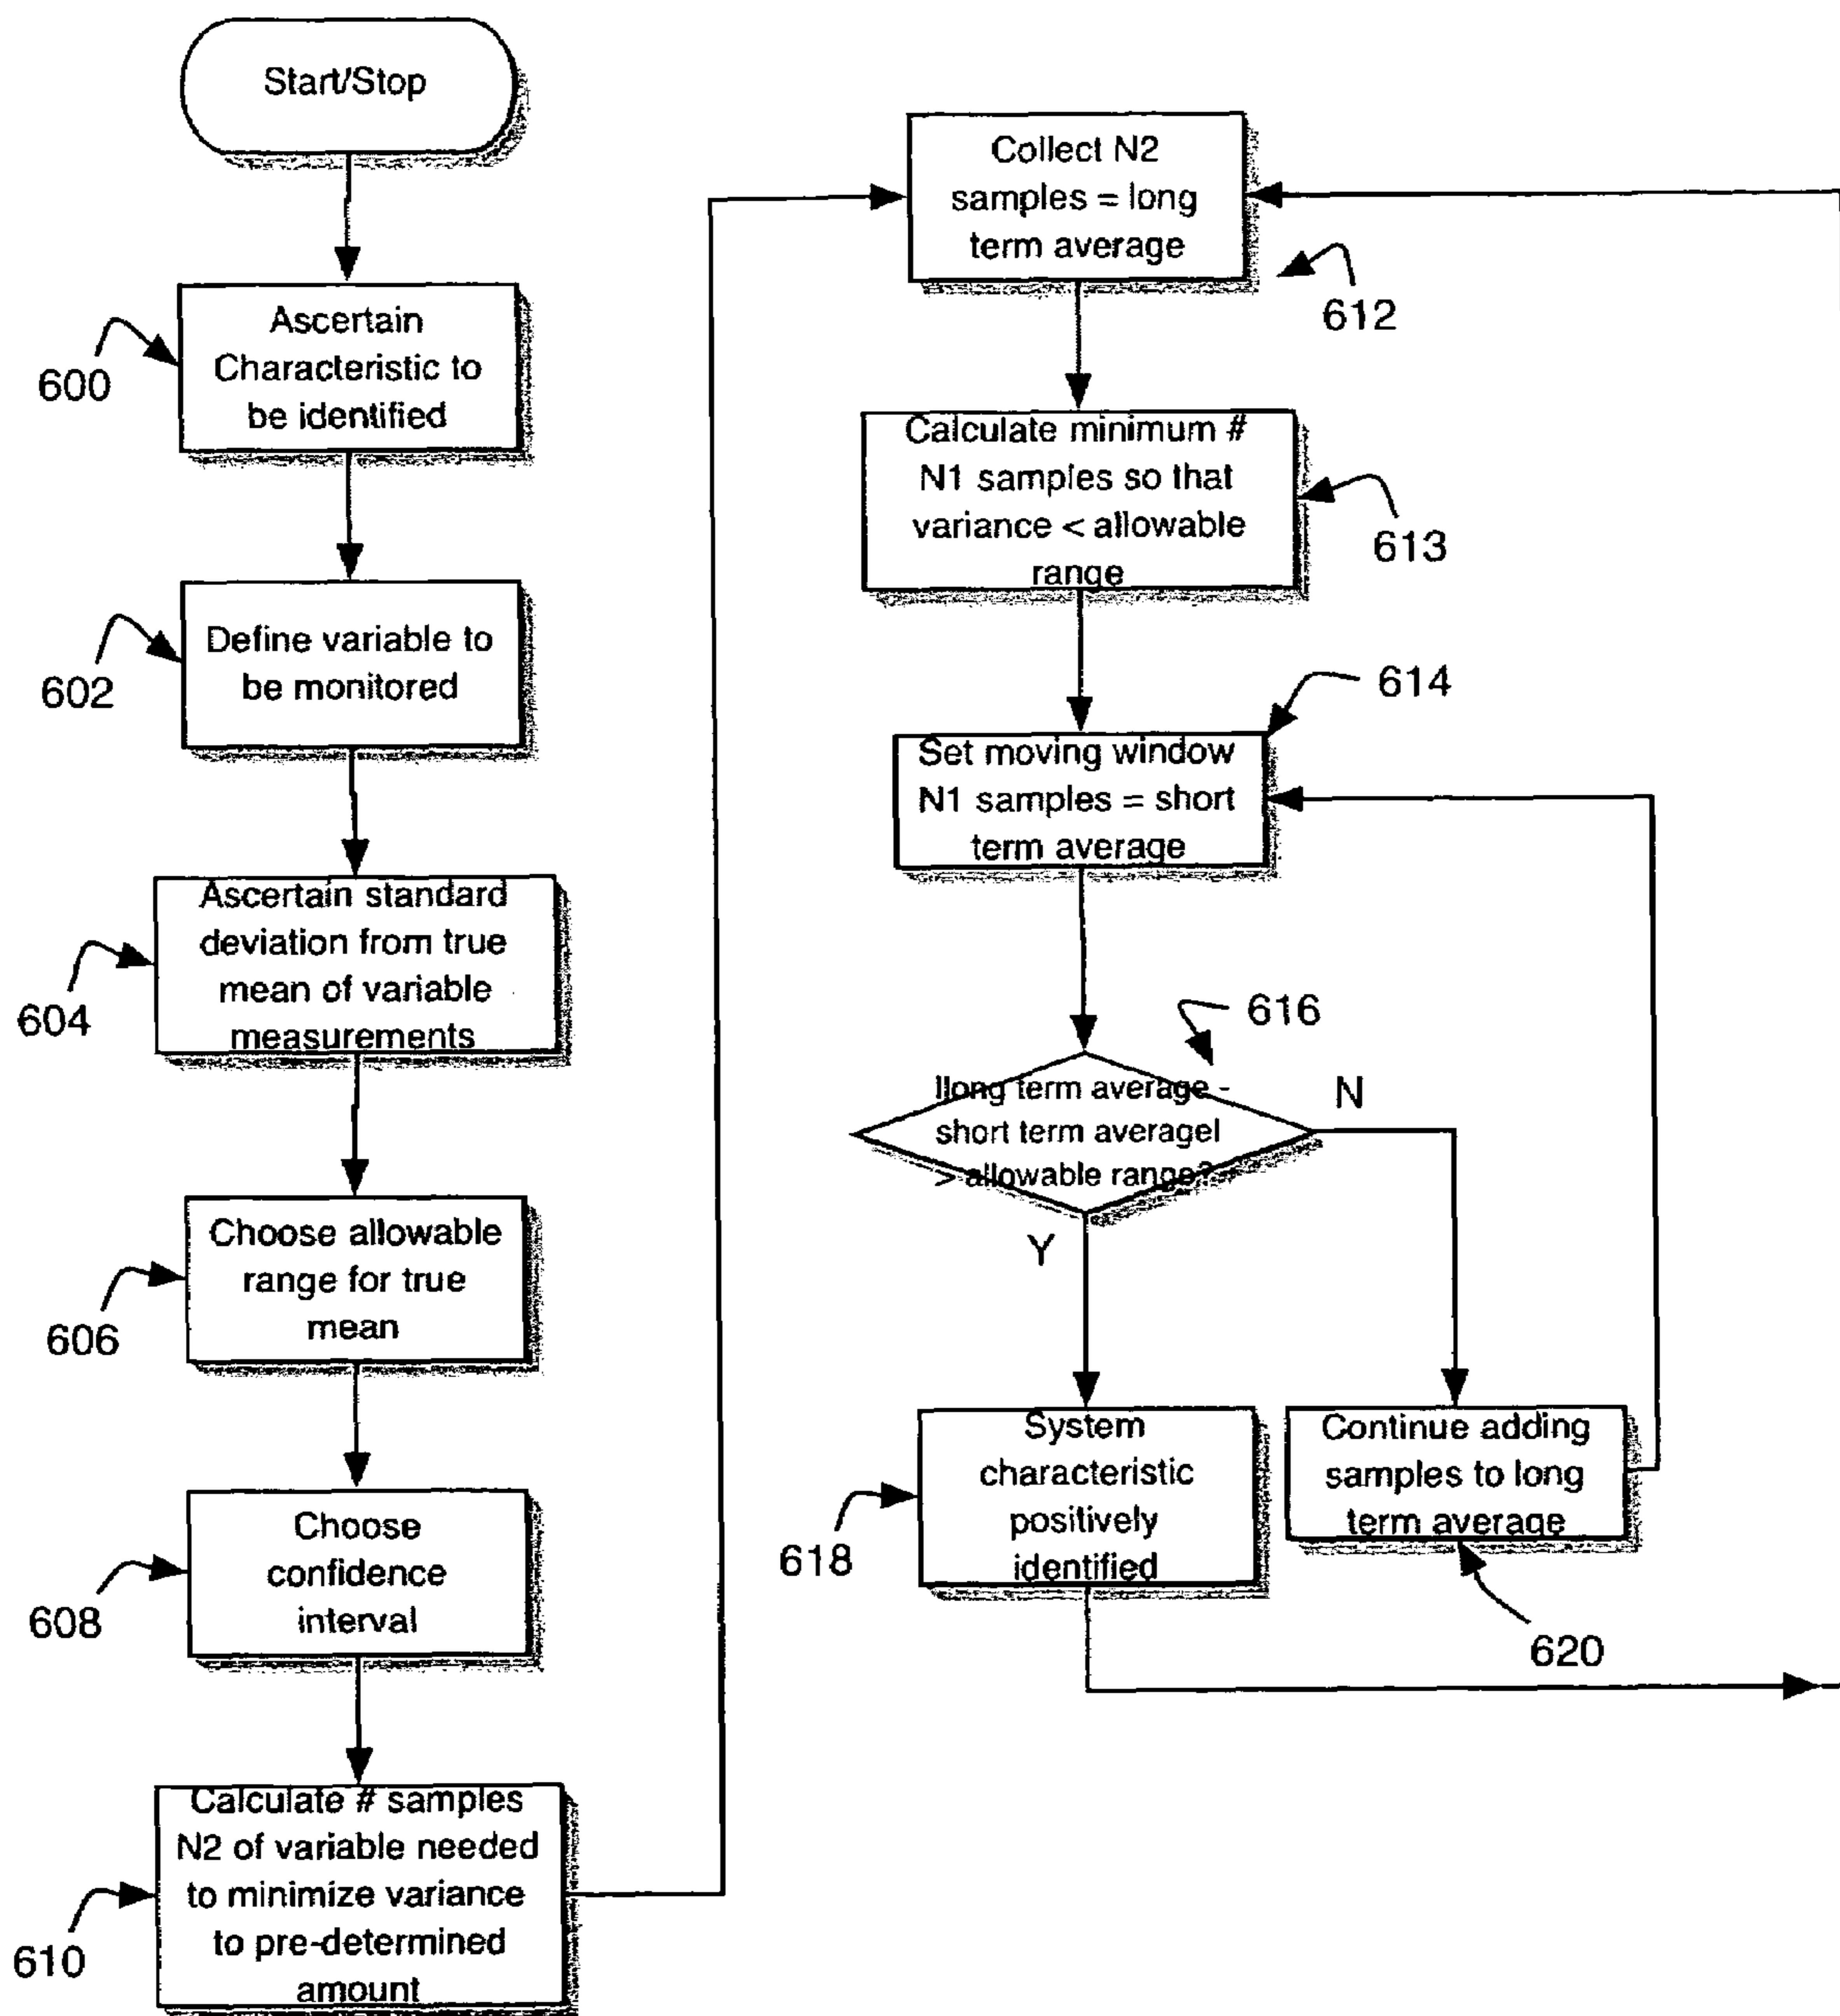 Start/Stop
Ascertain
Characteristic to
be identified
600
Define variable to
be monitored
602
Ascertain standard
deviation from true
mean of variable
measurements
604
Choose allowable
range for true
mean
606
Choose
confidence
interval
608
Calculate # samples
N2 of variable needed
to minimize variance
to pre-determined
amount
610
Collect N2
samples = long
term average
612
Calculate minimum #
N1 samples so that
variance < allowable
range
613
Set moving window
N1 samples = short
term average
614
|long term average -
short term average|
> allowable range?
616
N
Y
System
characteristic
positively
identified
618
Continue adding
samples to long
term average
620